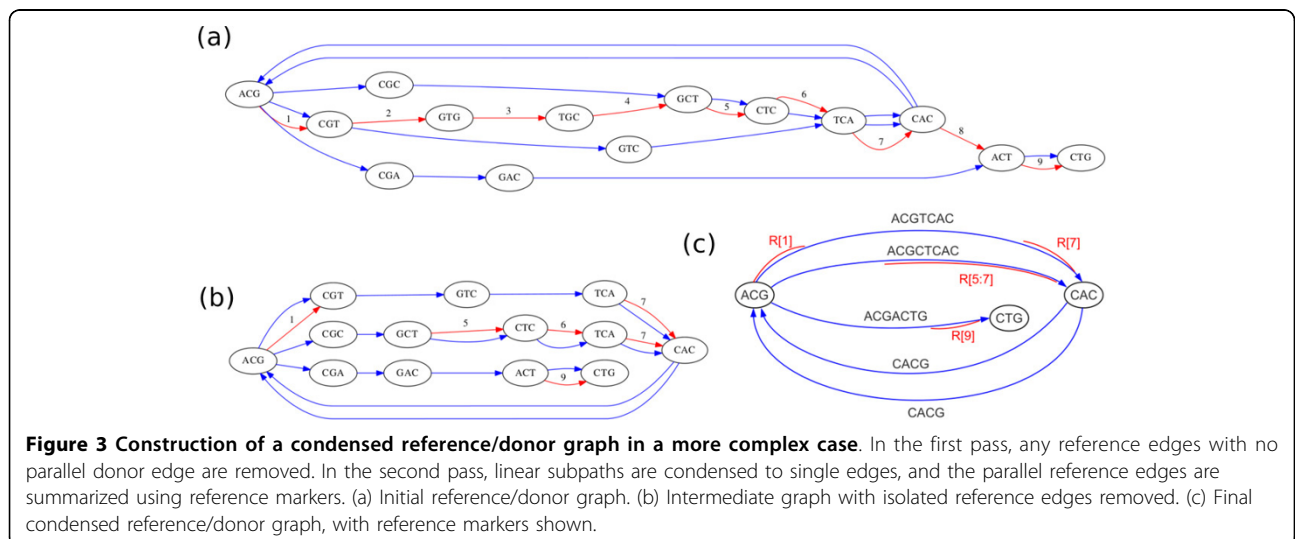 (a)
ACG
CGC
1
CGT
2
GTG
3
TGC
4
GCT
5
CTC
6
TCA
7
CAC
8
GTC
ACT
9
CTG
CGA
GAC
(b)
ACG
1
CGT
GTC
TCA
7
CGC
GCT
5
CTC
6
TCA
7
CAC
CGA
GAC
ACT
9
CTG
(c)
ACGTCAC
R[1]
R[7]
ACGCTCAC
R[5:7]
ACG
CAC
ACGACTG
CTG
R[9]
CACG
CACG
Figure 3 Construction of a condensed reference/donor graph in a more complex case. In the first pass, any reference edges with no
parallel donor edge are removed. In the second pass, linear subpaths are condensed to single edges, and the parallel reference edges are
summarized using reference markers. (a) Initial reference/donor graph. (b) Intermediate graph with isolated reference edges removed. (c) Final
condensed reference/donor graph, with reference markers shown.